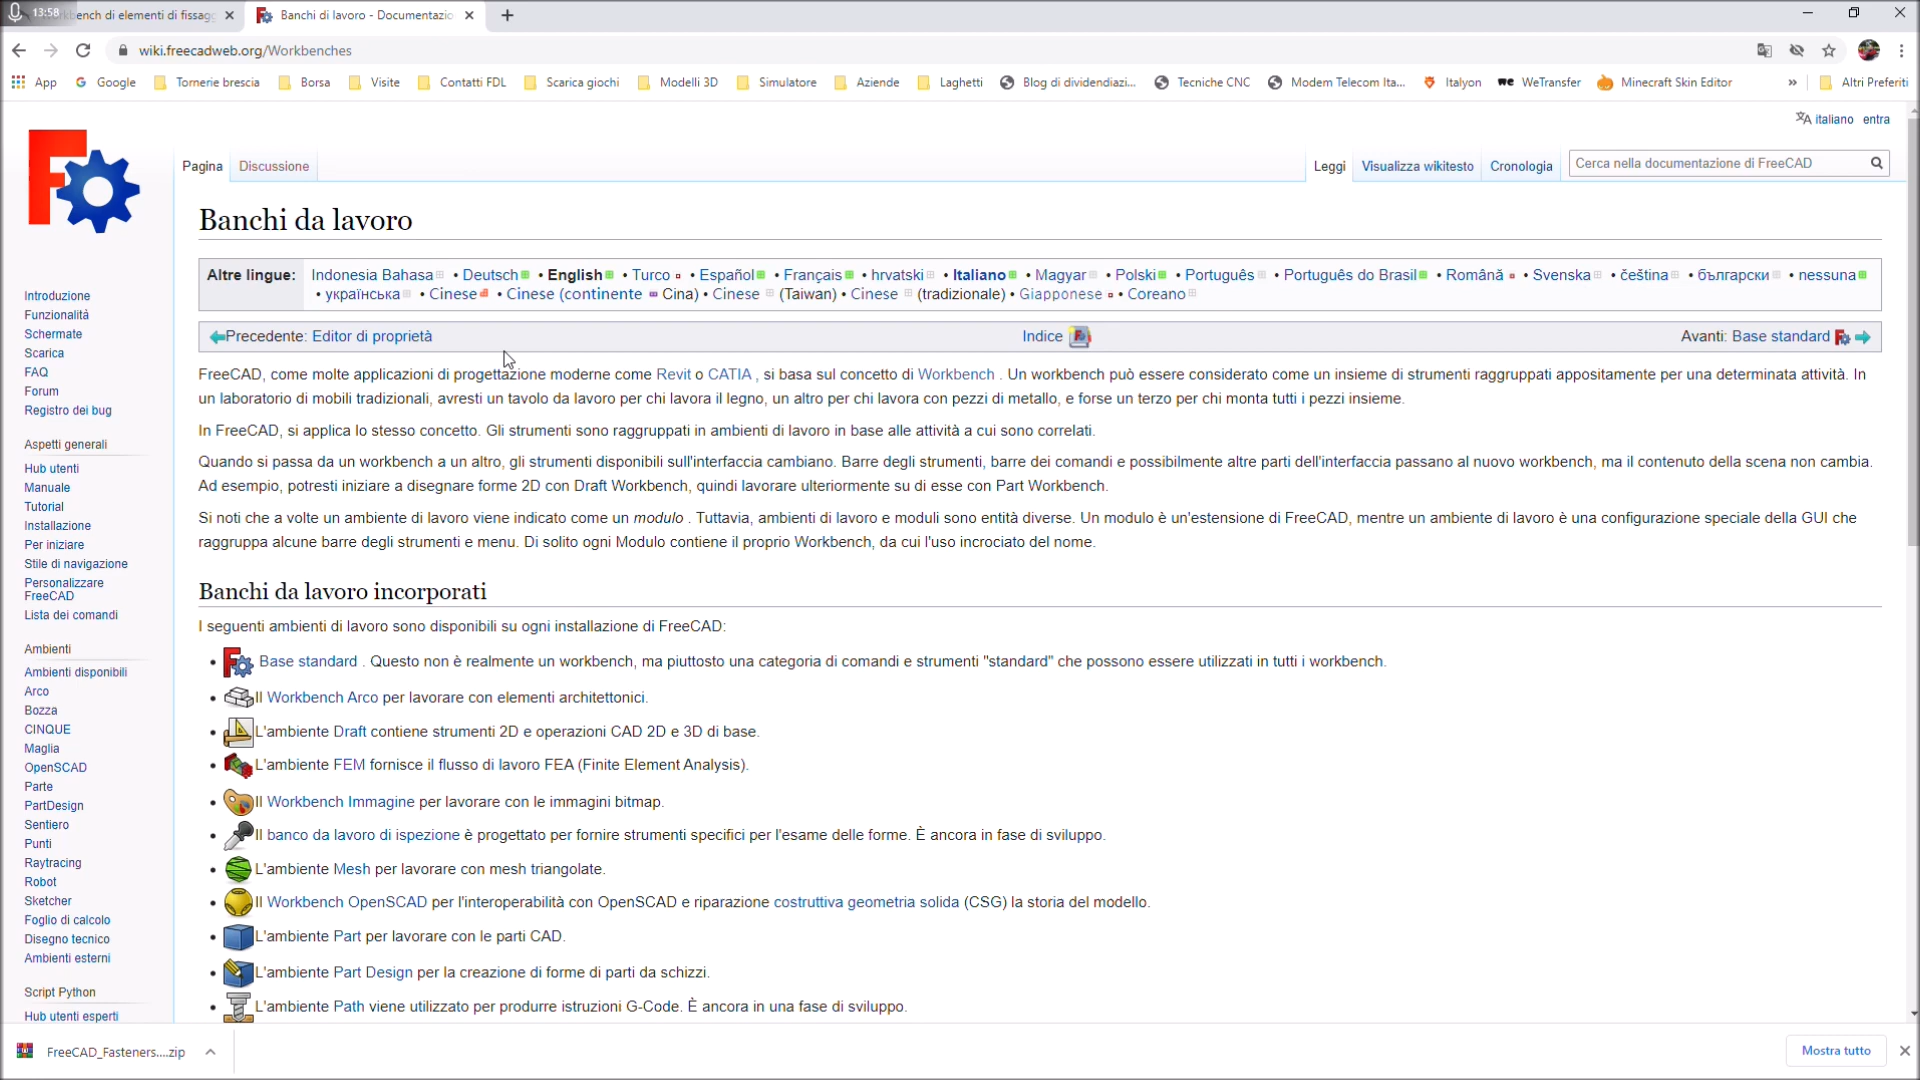 13:58
bench di elementi di fissag
Banchi di lavoro - Documentazio
wiki.freecadweb.org/Workbenches
App Google Tornerie brescia Borsa Visite Contatti FDL Scarica giochi Modelli 3D Simulatore Aziende Laghetti Blog di dividendiazi... Tecniche CNC Modem Telecom Ita... Italyon WeTransfer Minecraft Skin Editor » Altri Preferiti
italiano entra
Pagina Discussione Leggi Visualizza wikitesto Cronologia Cerca nella documentazione di FreeCAD
Banchi da lavoro
Altre lingue: Indonesia Bahasa • Deutsch • English • Turco • Español • Français • hrvatski • Italiano • Magyar • Polski • Português • Português do Brasil • Română • Svenska • čeština • български • nessuna
• українська • Cinese • Cinese (continente Cina) • Cinese (Taiwan) • Cinese (tradizionale) • Giapponese • Coreano
Precedente: Editor di proprietà Indice Avanti: Base standard
FreeCAD, come molte applicazioni di progettazione moderne come Revit o CATIA , si basa sul concetto di Workbench . Un workbench può essere considerato come un insieme di strumenti raggruppati appositamente per una determinata attività. In
un laboratorio di mobili tradizionali, avresti un tavolo da lavoro per chi lavora il legno, un altro per chi lavora con pezzi di metallo, e forse un terzo per chi monta tutti i pezzi insieme.
In FreeCAD, si applica lo stesso concetto. Gli strumenti sono raggruppati in ambienti di lavoro in base alle attività a cui sono correlati.
Quando si passa da un workbench a un altro, gli strumenti disponibili sull'interfaccia cambiano. Barre degli strumenti, barre dei comandi e possibilmente altre parti dell'interfaccia passano al nuovo workbench, ma il contenuto della scena non cambia.
Ad esempio, potresti iniziare a disegnare forme 2D con Draft Workbench, quindi lavorare ulteriormente su di esse con Part Workbench.
Si noti che a volte un ambiente di lavoro viene indicato come un modulo . Tuttavia, ambienti di lavoro e moduli sono entità diverse. Un modulo è un'estensione di FreeCAD, mentre un ambiente di lavoro è una configurazione speciale della GUI che
raggruppa alcune barre degli strumenti e menu. Di solito ogni Modulo contiene il proprio Workbench, da cui l'uso incrociato del nome.
Banchi da lavoro incorporati
I seguenti ambienti di lavoro sono disponibili su ogni installazione di FreeCAD:
• Base standard . Questo non è realmente un workbench, ma piuttosto una categoria di comandi e strumenti "standard" che possono essere utilizzati in tutti i workbench.
• Il Workbench Arco per lavorare con elementi architettonici.
• L'ambiente Draft contiene strumenti 2D e operazioni CAD 2D e 3D di base.
• L'ambiente FEM fornisce il flusso di lavoro FEA (Finite Element Analysis).
• Il Workbench Immagine per lavorare con le immagini bitmap.
• Il banco da lavoro di ispezione è progettato per fornire strumenti specifici per l'esame delle forme. È ancora in fase di sviluppo.
• L'ambiente Mesh per lavorare con mesh triangolate.
• Il Workbench OpenSCAD per l'interoperabilità con OpenSCAD e riparazione costruttiva geometria solida (CSG) la storia del modello.
• L'ambiente Part per lavorare con le parti CAD.
• L'ambiente Part Design per la creazione di forme di parti da schizzi.
• L'ambiente Path viene utilizzato per produrre istruzioni G-Code. È ancora in una fase di sviluppo.
Introduzione
Funzionalità
Schermate
Scarica
FAQ
Forum
Registro dei bug
Aspetti generali
Hub utenti
Manuale
Tutorial
Installazione
Per iniziare
Stile di navigazione
Personalizzare
FreeCAD
Lista dei comandi
Ambienti
Ambienti disponibili
Arco
Bozza
CINQUE
Maglia
OpenSCAD
Parte
PartDesign
Sentiero
Punti
Raytracing
Robot
Sketcher
Foglio di calcolo
Disegno tecnico
Ambienti esterni
Script Python
Hub utenti esperti
FreeCAD_Fasteners....zip
Mostra tutto